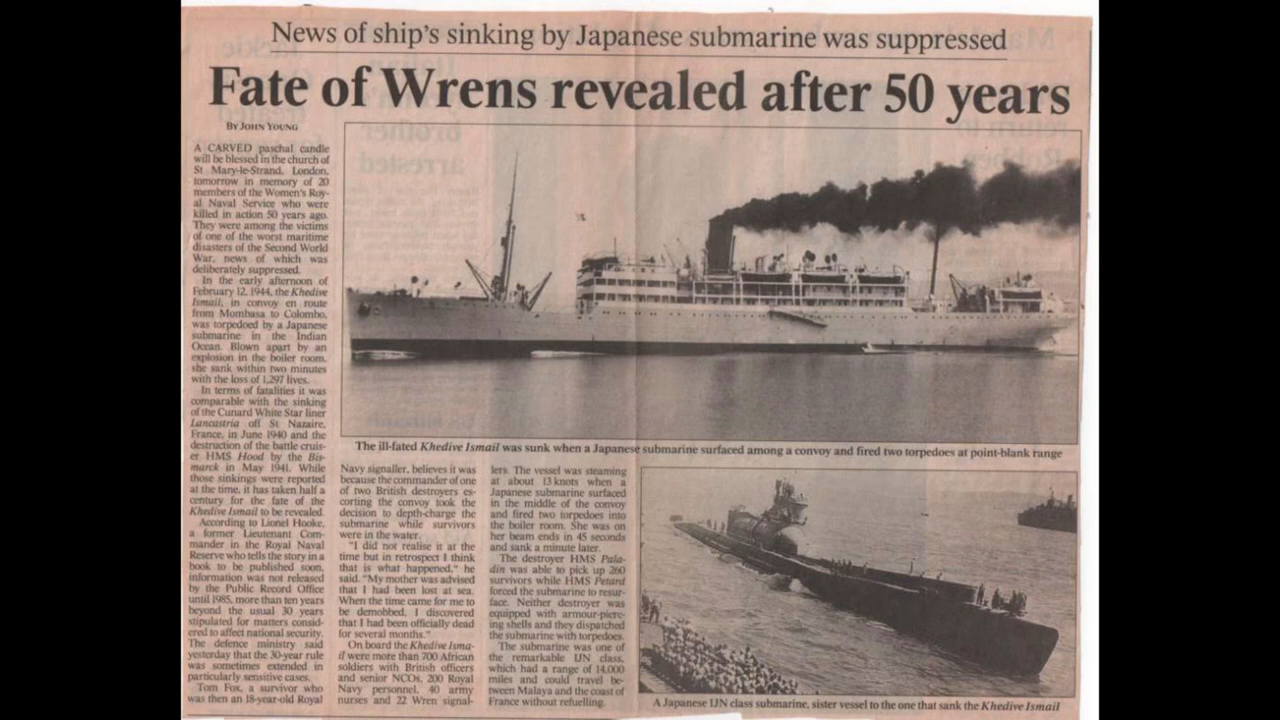 News of ship's sinking by Japanese submarine was suppressed
Fate of Wrens revealed after 50 years
BY JOHN YOUNG
A CARVED paschal candle
will be blessed in the church of
St Mary-le-Strand, London,
tomorrow in memory of 20
members of the Women's Roy-
al Naval Service who were
killed in action 50 years ago.
They were among the victims
of one of the worst maritime
disasters of the Second World
War, news of which was
deliberately suppressed.
In the early afternoon of
February 12, 1944, the Khedive
Ismail, in convoy en route
from Mombasa to Colombo,
was torpedoed by a Japanese
submarine in the Indian
Ocean. Blown apart by an
explosion in the boiler room,
she sank within two minutes
with the loss of 1,297 lives.
In terms of fatalities it was
comparable with the sinking
of the Cunard White Star liner
Lancastria off St Nazaire,
France, in June 1940 and the
destruction of the battle cruis-
er HMS Hood by the Bis-
marck in May 1941. While
those sinkings were reported
at the time, it has taken half a
century for the fate of the
Khedive Ismail to be revealed.
According to Lionel Hooke,
a former Lieutenant Com-
mander in the Royal Naval
Reserve who tells the story in a
book to be published soon,
information was not released
by the Public Record Office
until 1985, more than ten years
beyond the usual 30 years
stipulated for matters consid-
ered to affect national security.
The defence ministry said
yesterday that the 30-year rule
was sometimes extended in
particularly sensitive cases.
Tom Fox, a survivor who
was then an 18-year-old Royal
The ill-fated Khedive Ismail was sunk when a Japanese submarine surfaced among a convoy and fired two torpedoes at point-blank range
Navy signaller, believes it was
because the commander of one
of two British destroyers es-
corting the convoy took the
decision to depth-charge the
submarine while survivors
were in the water.
"I did not realise it at the
time but in retrospect I think
that is what happened," he
said. "My mother was advised
that I had been lost at sea.
When the time came for me to
be demobbed, I discovered
that I had been officially dead
for several months."
On board the Khedive Isma-
il were more than 700 African
soldiers with British officers
and senior NCOs, 200 Royal
Navy personnel, 40 army
nurses and 22 Wren signal-
lers. The vessel was steaming
at about 13 knots when a
Japanese submarine surfaced
in the middle of the convoy
and fired two torpedoes into
the boiler room. She was on
her beam ends in 45 seconds
and sank a minute later.
The destroyer HMS Pala-
din was able to pick up 260
survivors while HMS Petard
forced the submarine to resur-
face. Neither destroyer was
equipped with armour-pierc-
ing shells and they dispatched
the submarine with torpedoes.
The submarine was one of
the remarkable IJN class,
which had a range of 14,000
miles and could travel be-
tween Malaya and the coast of
France without refuelling.
A Japanese IJN class submarine, sister vessel to the one that sank the Khedive Ismail